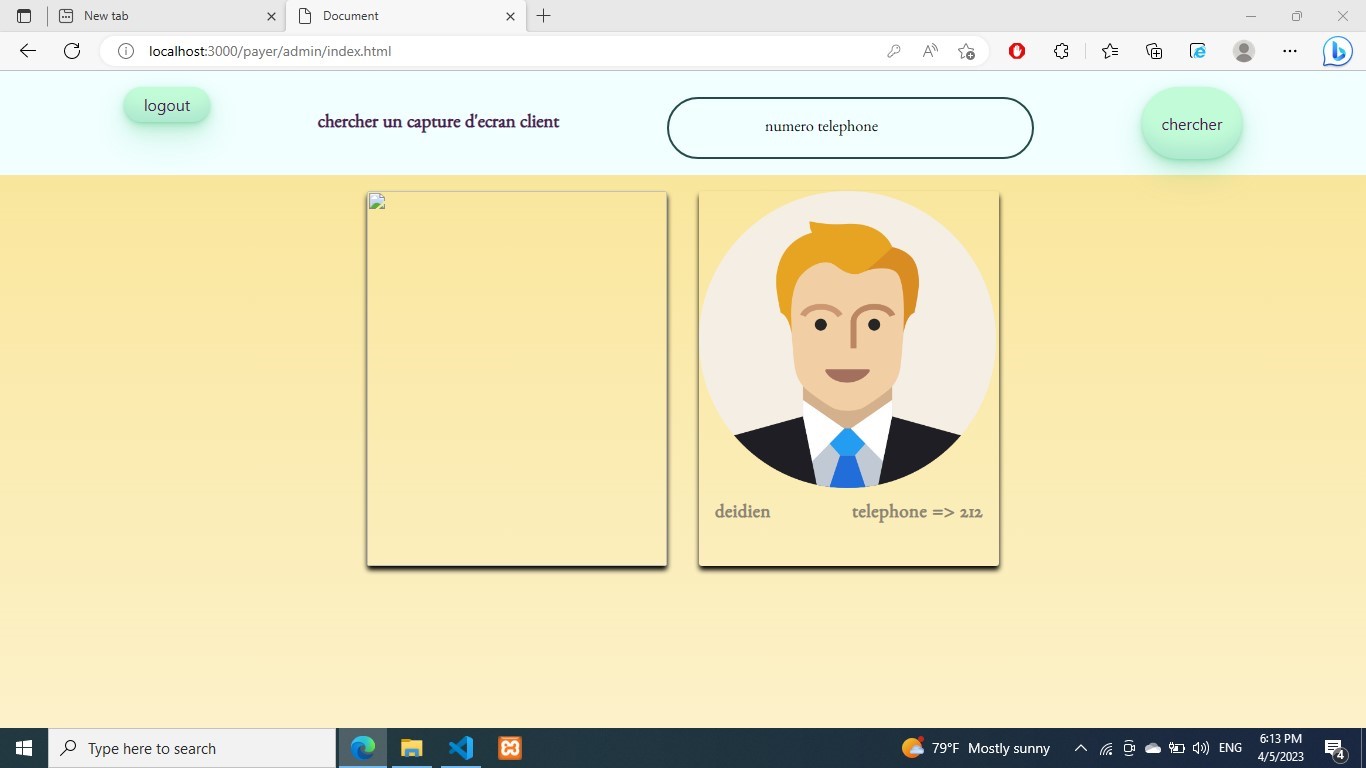 New tab
Document
localhost:3000/payer/admin/index.html
logout
chercher un capture d'ecran client
numero telephone
chercher
deidien
telephone => 212
Type here to search
79°F Mostly sunny
ENG
6:13 PM
4/5/2023
4